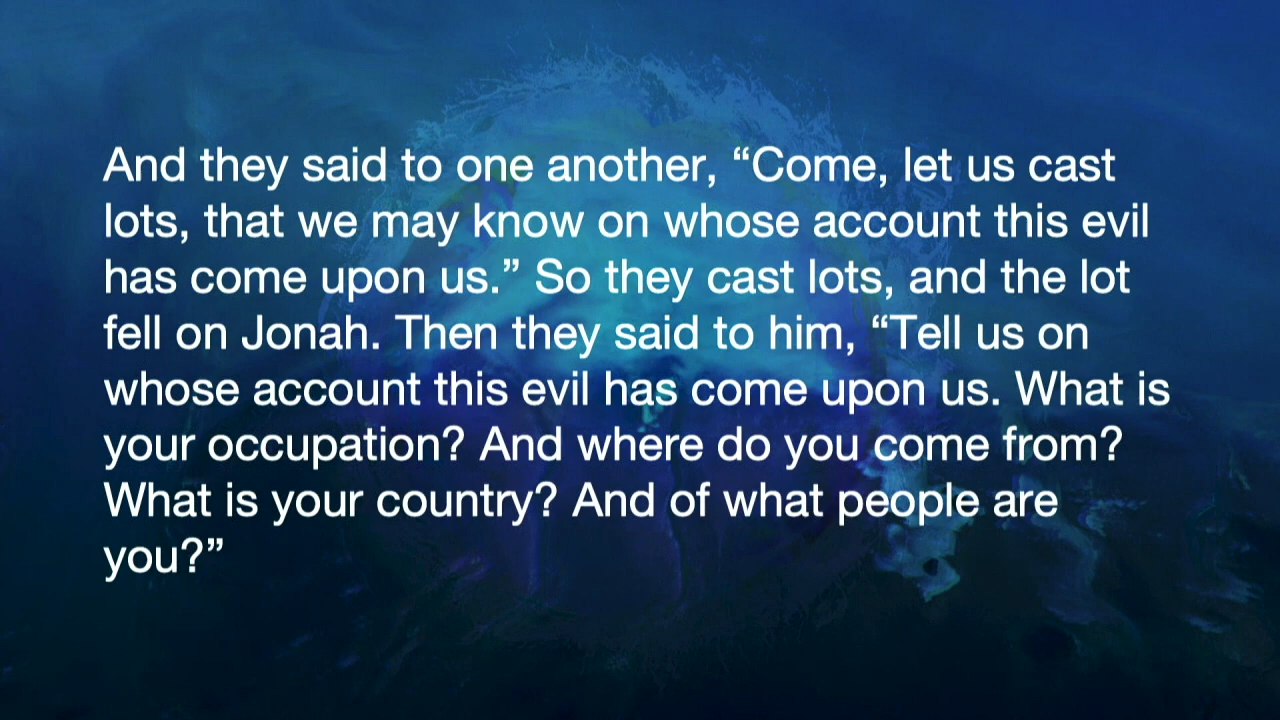 And they said to one another, “Come, let us cast
lots, that we may know on whose account this evil
has come upon us.” So they cast lots, and the lot
fell on Jonah. Then they said to him, “Tell us on
whose account this evil has come upon us. What is
your occupation? And where do you come from?
What is your country? And of what people are
you?”